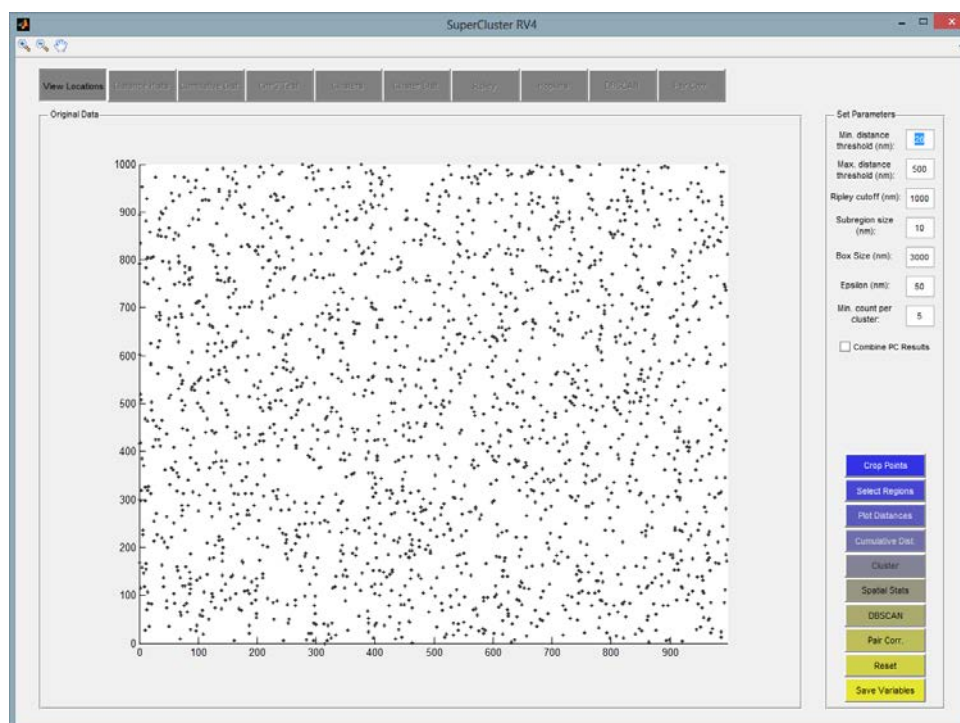 SuperCluster RV4
View Locations
Clusters
Ripley
DBSCAN
Original Data
1000
900
800
700
600
500
400
300
200
100
0
0 100 200 300 400 500 600 700 800 900
Set Parameters
Min. distance
threshold (nm):
20
Max. distance
threshold (nm):
500
Ripley cutoff (nm):
1000
Subregion size
(nm):
10
Box Size (nm):
3000
Epsilon (nm):
50
Min. count per
cluster:
5
Combine PC Results
Crop Points
Select Regions
Plot Distances
Cumulative Dist.
Cluster
Spatial Stats
DBSCAN
Pair Corr.
Reset
Save Variables